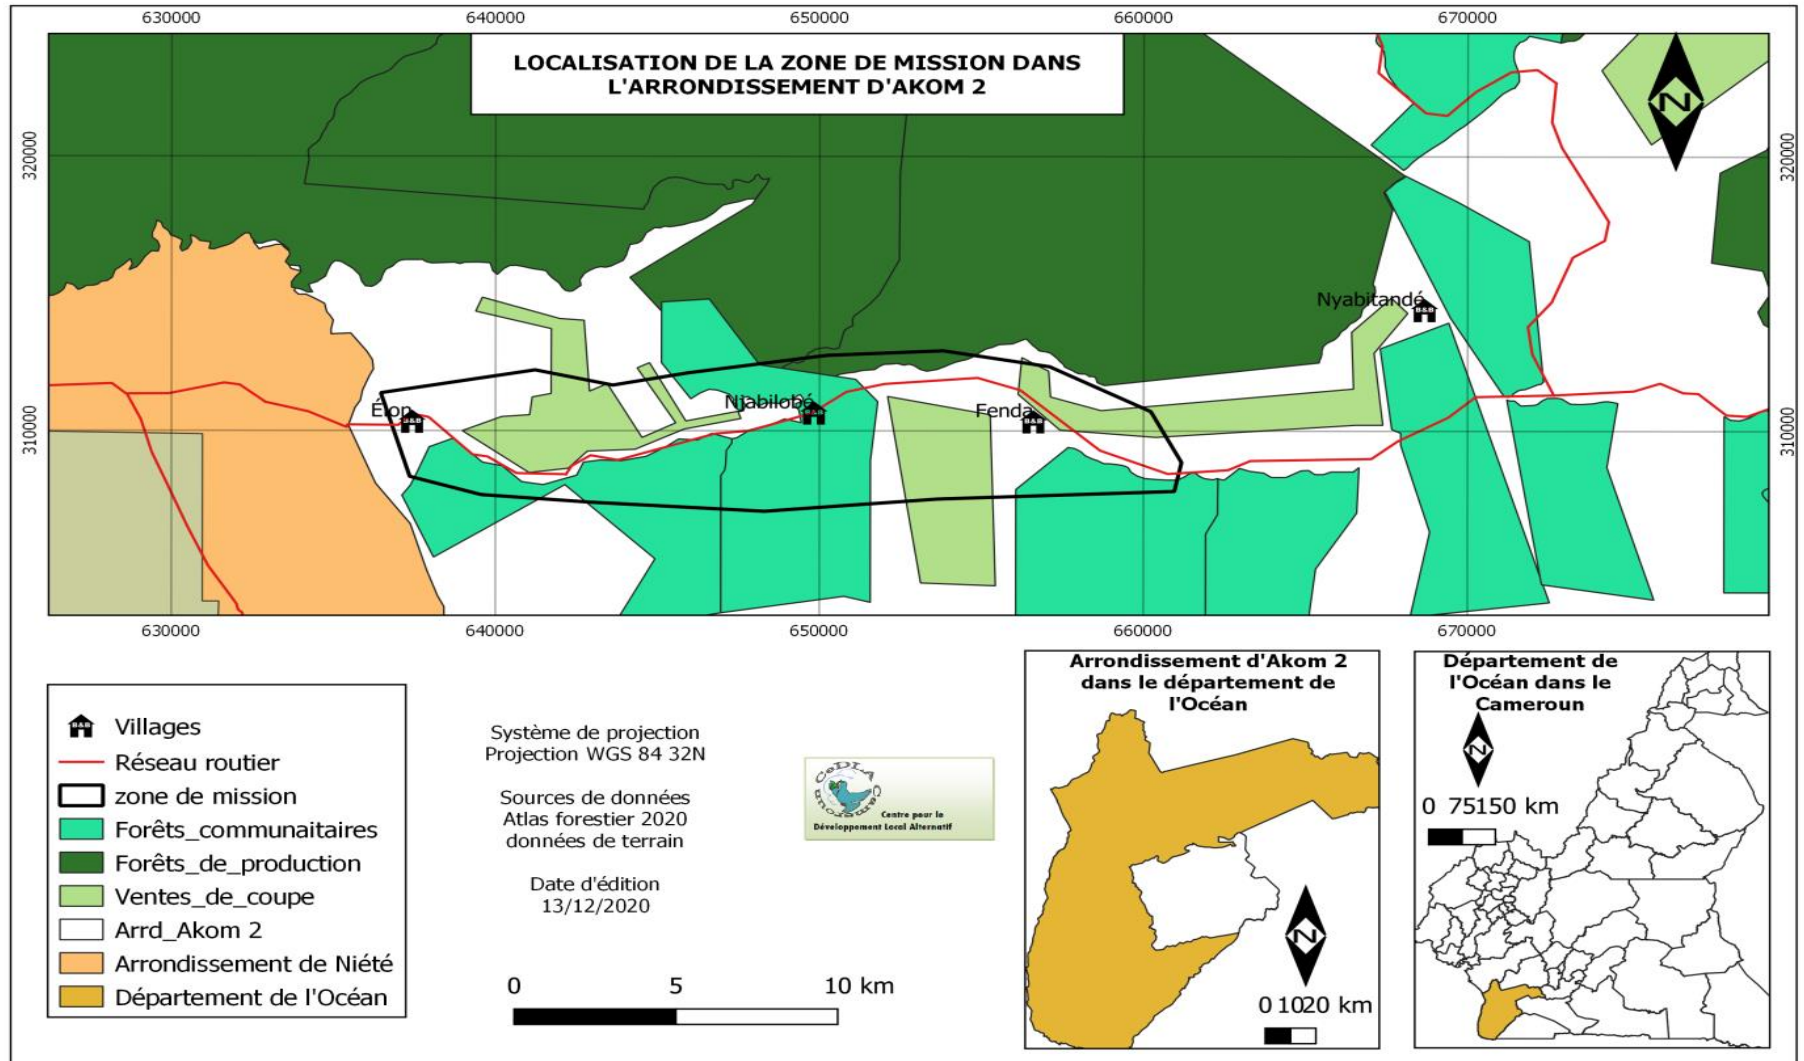 630000 640000 650000 660000 670000
LOCALISATION DE LA ZONE DE MISSION DANS
L'ARRONDISSEMENT D'AKOM 2
N
320000 320000
Nyabitandé
Élon
Njabilobé
Fenda
310000 310000
630000 640000 650000 660000 670000
B&B Villages
Réseau routier
zone de mission
Forêts_communaitaires
Forêts_de_production
Ventes_de_coupe
Arrd_Akom 2
Arrondissement de Niété
Département de l'Océan
Système de projection
Projection WGS 84 32N
Sources de données
Atlas forestier 2020
données de terrain
Date d'édition
13/12/2020
0 5 10 km
CeDLA Cameroun
Centre pour le
Développement Local Alternatif
Arrondissement d'Akom 2
dans le département de
l'Océan
N
0 1020 km
Département de
l'Océan dans le
Cameroun
N
0 75150 km